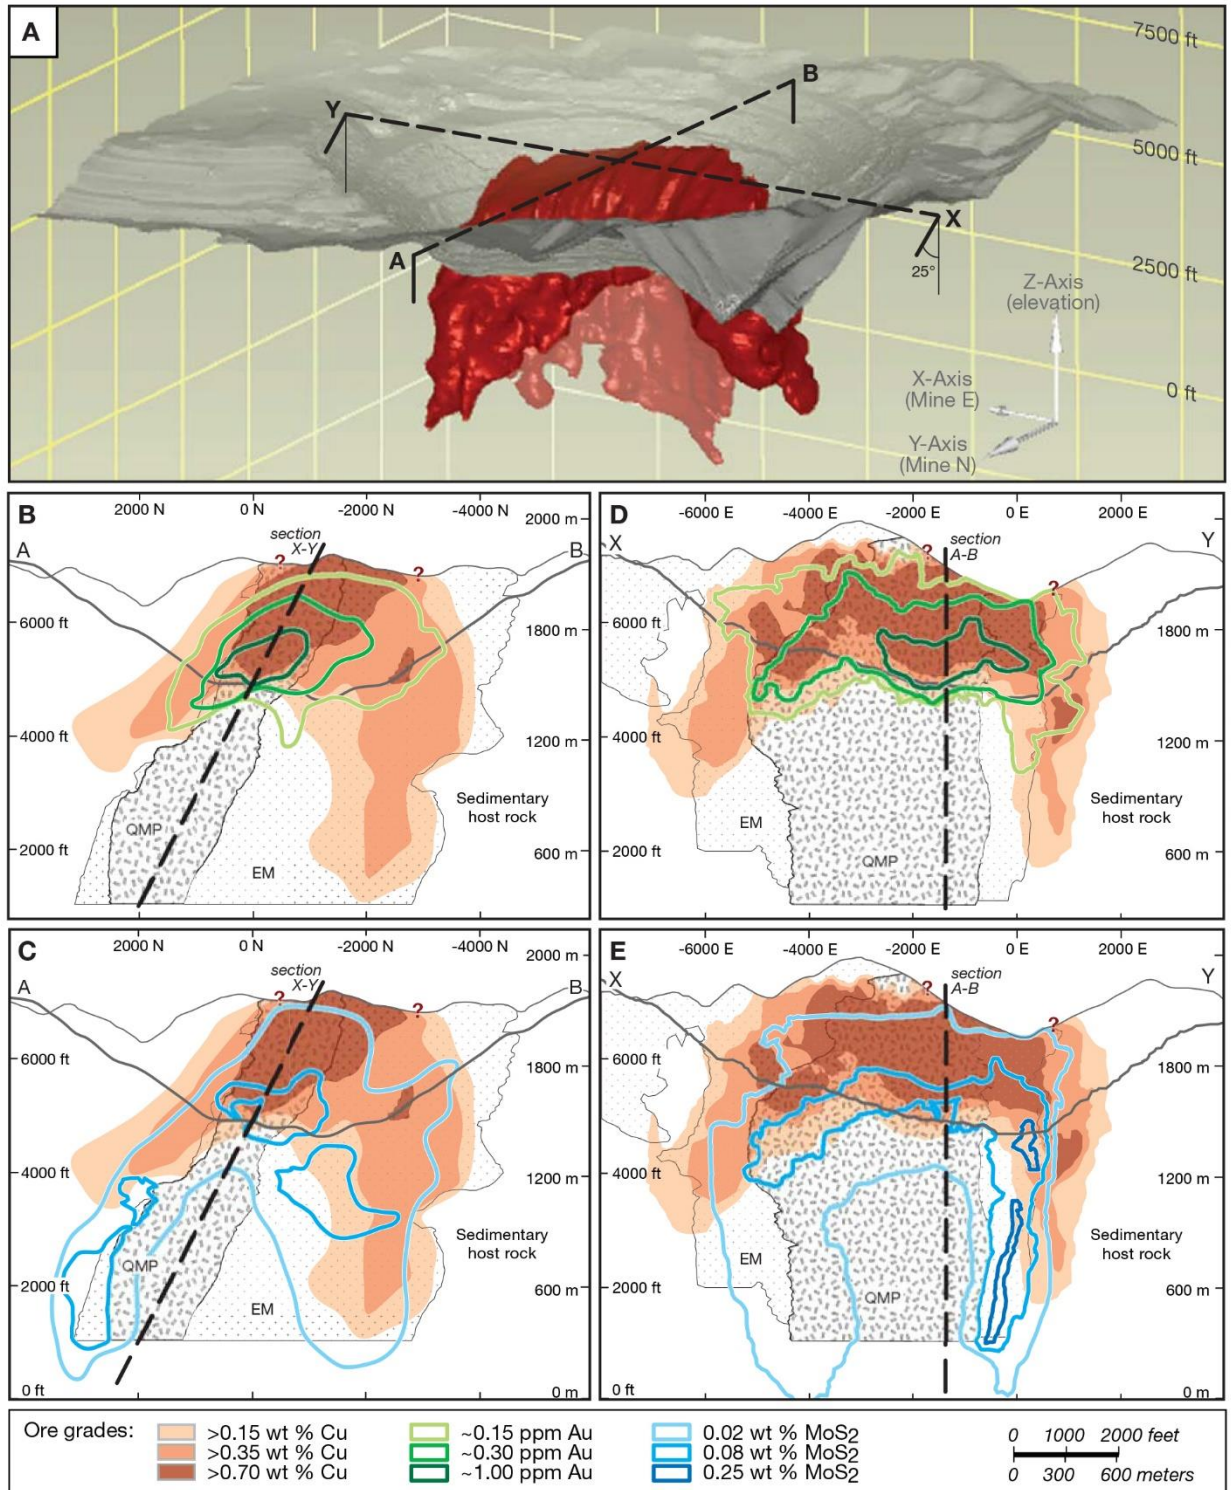 A
7500 ft
B
Y
5000 ft
X
A
25°
2500 ft
Z-Axis
(elevation)
X-Axis
(Mine E)
0 ft
Y-Axis
(Mine N)
B
2000 N
0 N
-2000 N
-4000 N
A
section
X-Y
2000 m
B
?
?
6000 ft
1800 m
4000 ft
1200 m
Sedimentary
host rock
QMP
2000 ft
EM
600 m
D
-6000 E
-4000 E
-2000 E
0 E
2000 E
X
section
A-B
Y
?
?
6000 ft
1800 m
4000 ft
1200 m
Sedimentary
host rock
EM
2000 ft
QMP
600 m
C
2000 N
0 N
-2000 N
-4000 N
A
section
X-Y
2000 m
B
?
?
6000 ft
1800 m
4000 ft
1200 m
Sedimentary
host rock
QMP
2000 ft
EM
600 m
0 ft
0 m
E
-6000 E
-4000 E
-2000 E
0 E
2000 E
X
section
A-B
Y
?
?
6000 ft
1800 m
4000 ft
1200 m
Sedimentary
host rock
EM
2000 ft
QMP
600 m
0 ft
0 m
Ore grades:
>0.15 wt % Cu
>0.35 wt % Cu
>0.70 wt % Cu
~0.15 ppm Au
~0.30 ppm Au
~1.00 ppm Au
0.02 wt % MoS₂
0.08 wt % MoS₂
0.25 wt % MoS₂
0 1000 2000 feet
0 300 600 meters